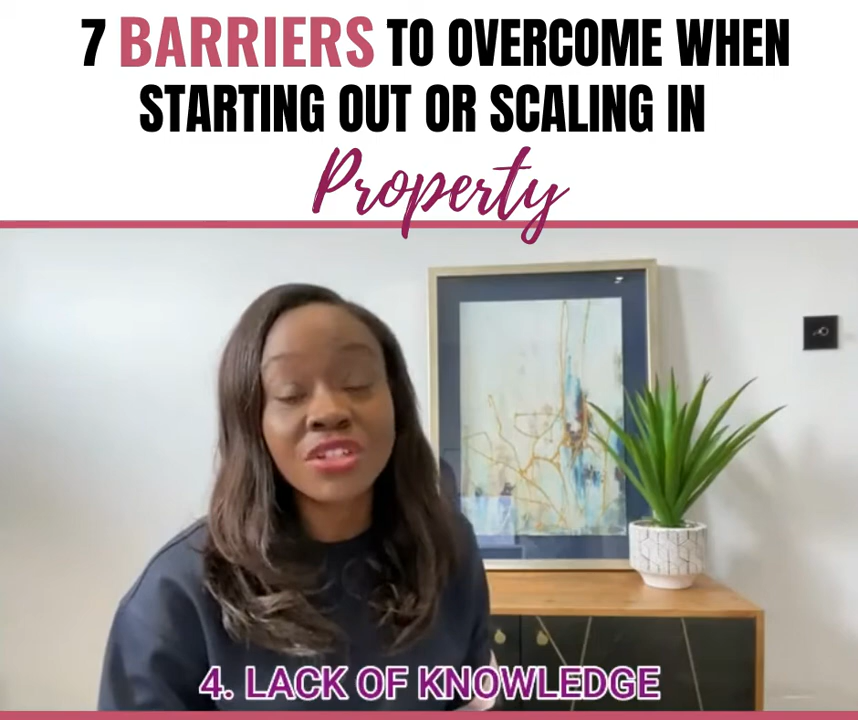 7 BARRIERS TO OVERCOME WHEN
STARTING OUT OR SCALING IN
Property
4. LACK OF KNOWLEDGE